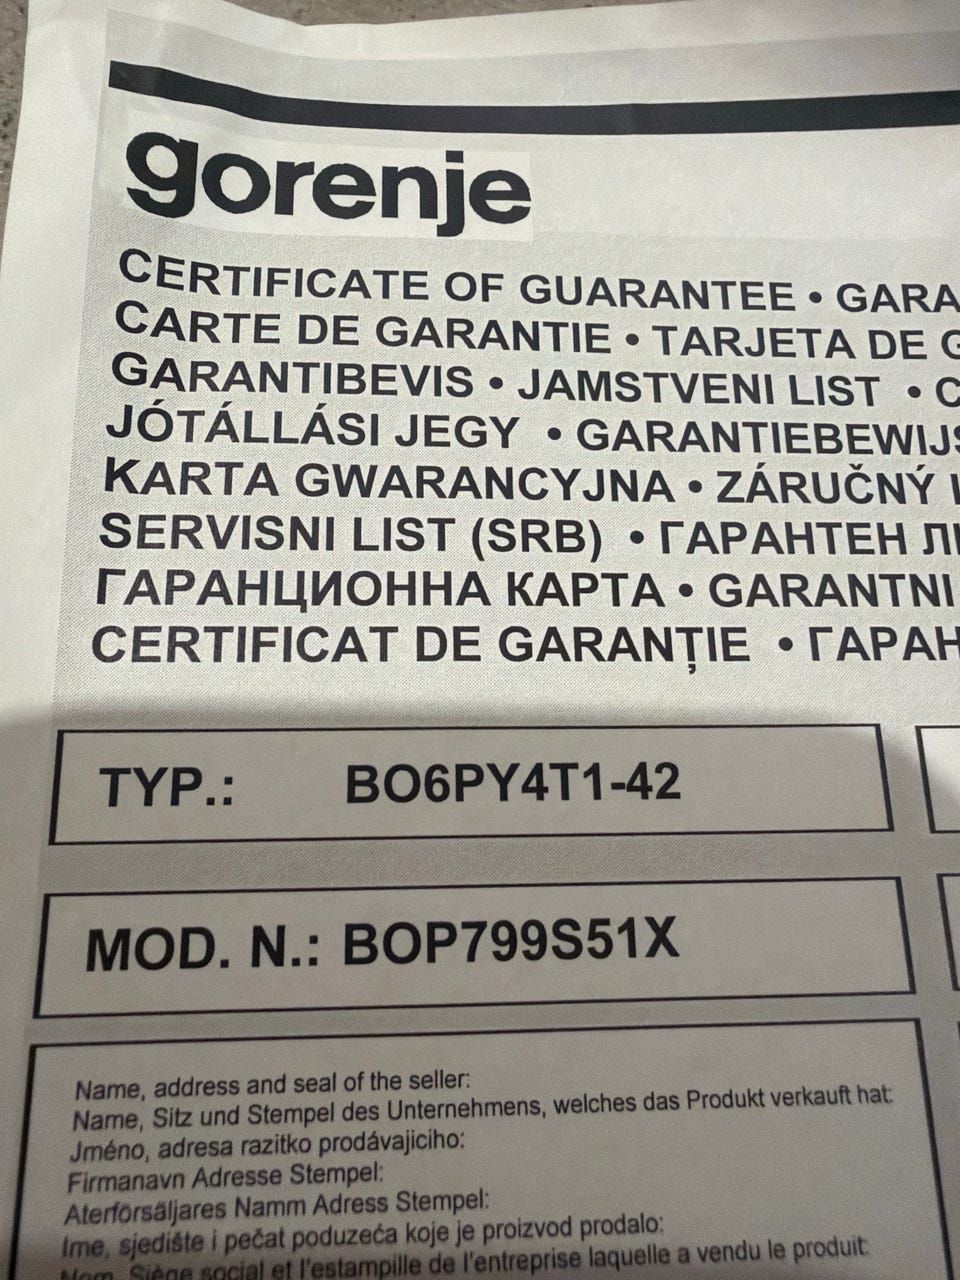 gorenje
CERTIFICATE OF GUARANTEE • GARA
CARTE DE GARANTIE • TARJETA DE G
GARANTIBEVIS • JAMSTVENI LIST • C
JÓTÁLLÁSI JEGY • GARANTIEBEWIJS
KARTA GWARANCYJNA • ZÁRUČNÝ
SERVISNI LIST (SRB) • ГАРАНТЕН ЛИ
ГАРАНЦИОННА КАРТА • GARANTNI
CERTIFICAT DE GARANȚIE • ГАРАН
TYP.: BO6PY4T1-42
MOD. N.: BOP799S51X
Name, address and seal of the seller:
Name, Sitz und Stempel des Unternehmens, welches das Produkt verkauft hat:
Jméno, adresa razitko prodávajiciho:
Firmanavn Adresse Stempel:
Aterförsäljares Namm Adress Stempel:
Ime, sjedište i pečat poduzeća koje je proizvod prodalo:
Nom, Siège social et l'estampille de l'entreprise laquelle a vendu le produit: